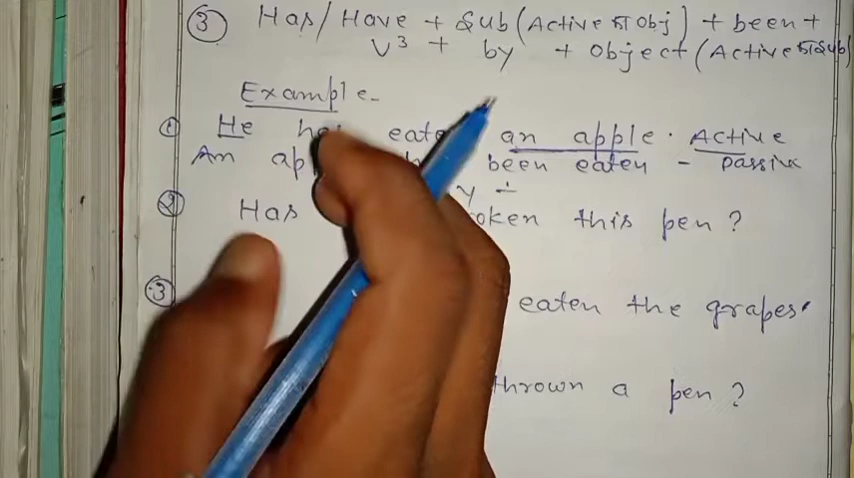 ③ Has/Have + Sub (Active का Obj) + been +
V³ + by + Object (Active का Sub)
Example-
① He eaten an apple. Active
An been eaten - Passive
② Has this pen?
③ eaten the grapes.
thrown a pen?